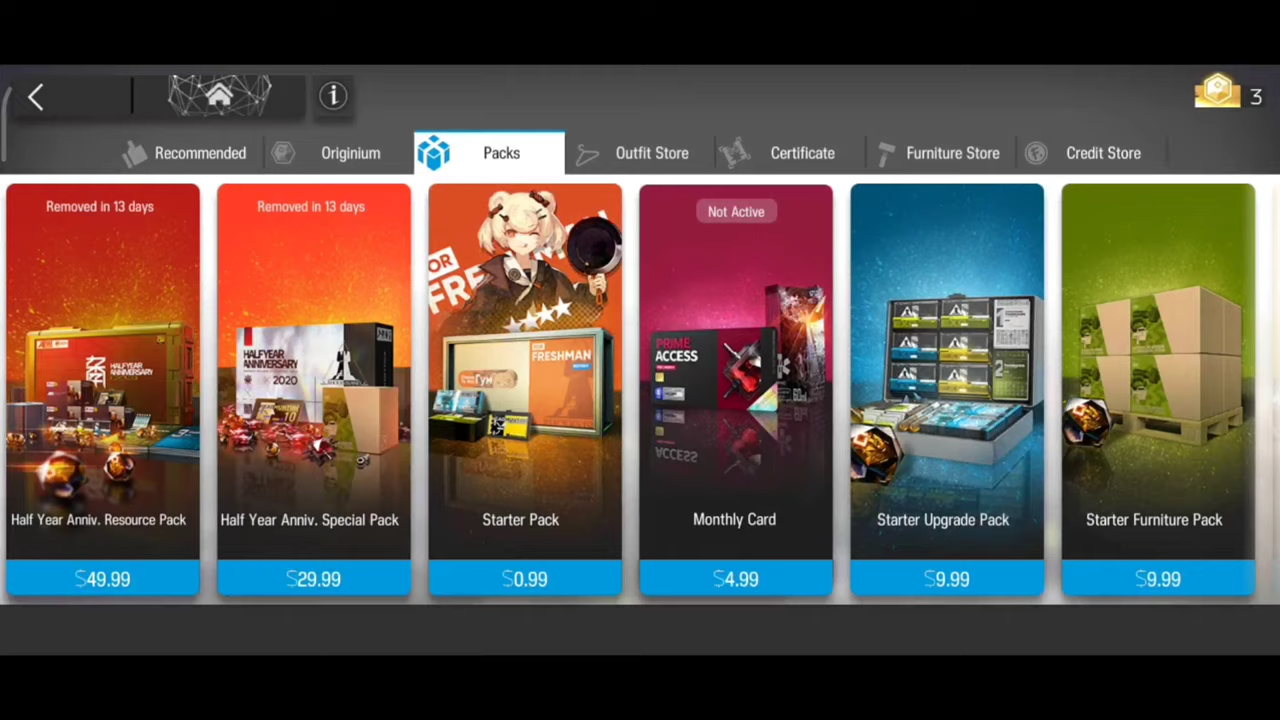 3
Recommended
Originium
Packs
Outfit Store
Certificate
Furniture Store
Credit Store
Removed in 13 days
HALFYEAR
ANNIVERSARY
Half Year Anniv. Resource Pack
$49.99
Removed in 13 days
HALFYEAR
ANNIVERSARY
2020
Half Year Anniv. Special Pack
$29.99
FRESHMAN
Гум
Starter Pack
$0.99
Not Active
PRIME
ACCESS
Monthly Card
$4.99
2
Starter Upgrade Pack
$9.99
Starter Furniture Pack
$9.99